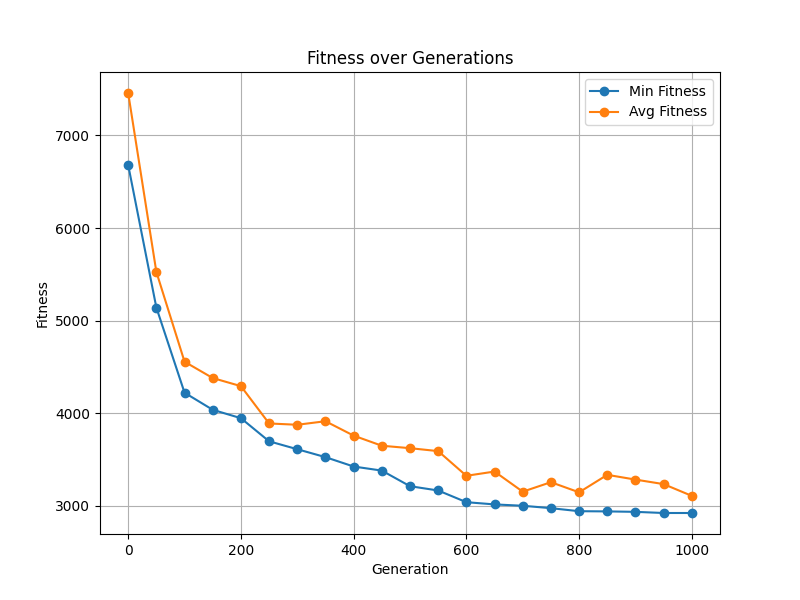 Fitness over Generations
Min Fitness
Avg Fitness
7000
6000
5000
4000
3000
Fitness
0 200 400 600 800 1000
Generation